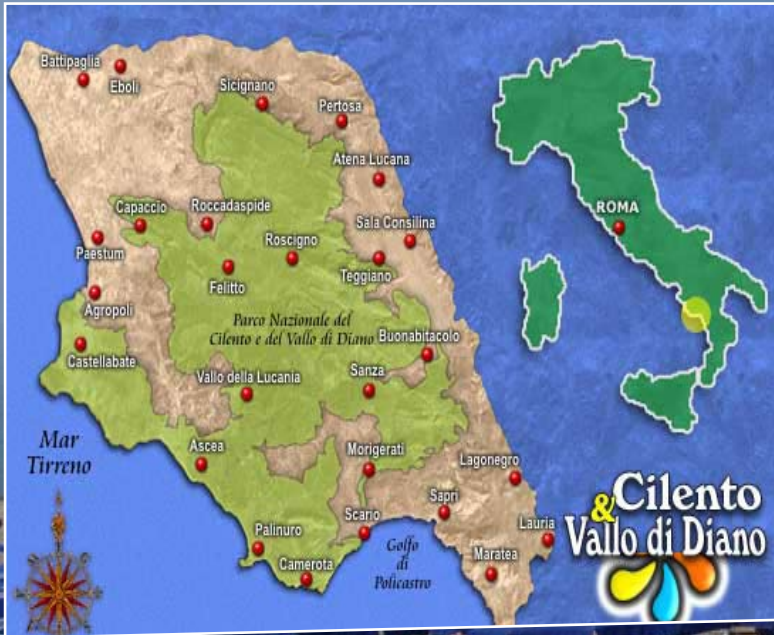 Battipaglia
Eboli
Sicignano
Pertosa
Atena Lucana
Capaccio
Roccadaspide
Sala Consilina
Paestum
Roscigno
Teggiano
Felitto
Agropoli
Parco Nazionale del
Cilento e del Vallo di Diano
Buonabitacolo
Castellabate
Vallo della Lucania
Sanza
Mar
Tirreno
Ascea
Morigerati
Lagonegro
Sapri
Scario
Lauria
Palinuro
Golfo
di
Policastro
Camerota
Maratea
ROMA
Cilento
& Vallo di Diano